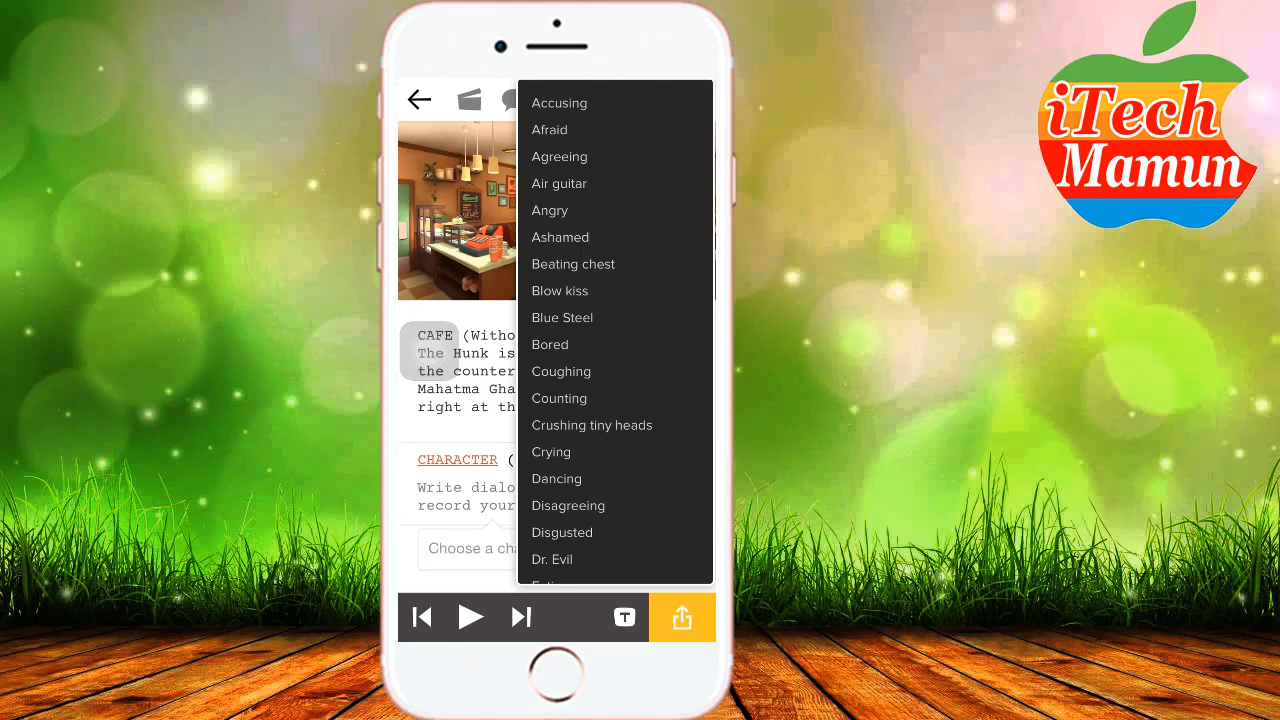 iTech
Mamun
Accusing
Afraid
Agreeing
Air guitar
Angry
Ashamed
Beating chest
Blow kiss
Blue Steel
Bored
Coughing
Counting
Crushing tiny heads
Crying
Dancing
Disagreeing
Disgusted
Dr. Evil
CAFE (Witho
The Hunk is
the counter
Mahatma Gha
right at th
CHARACTER (
Write dialo
record your
Choose a cha
T